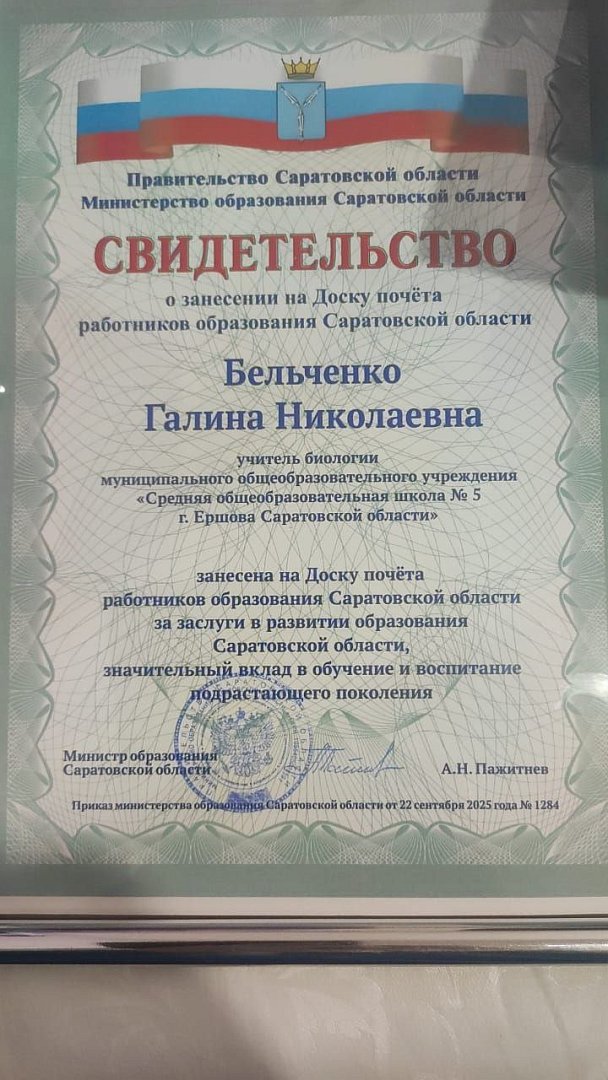 Правительство Саратовской области
Министерство образования Саратовской области
СВИДЕТЕЛЬСТВО
о занесении на Доску почёта
работников образования Саратовской области
Бельченко
Галина Николаевна
учитель биологии
муниципального общеобразовательного учреждения
«Средняя общеобразовательная школа № 5
г. Ершова Саратовской области»
занесена на Доску почёта
работников образования Саратовской области
за заслуги в развитии образования
Саратовской области,
значительный вклад в обучение и воспитание
подрастающего поколения
Министр образования
Саратовской области
А.Н. Пажитнев
Приказ министерства образования Саратовской области от 22 сентября 2025 года № 1284